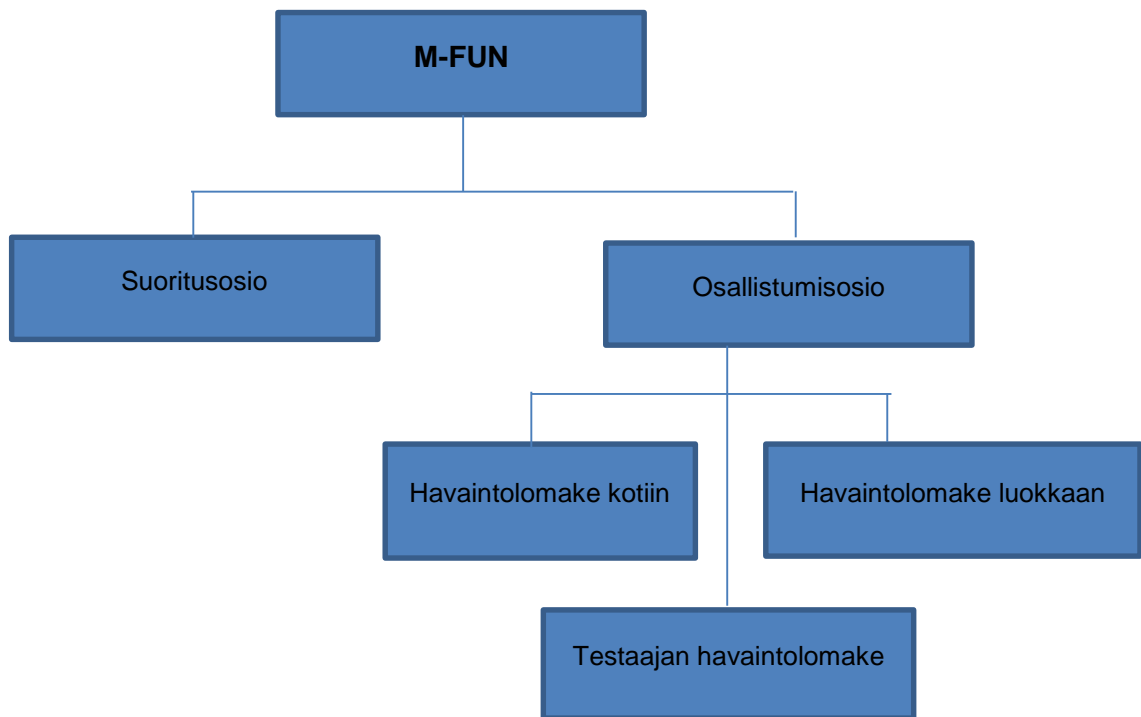 M-FUN
Suoritusosio
Osallistumisosio
Havaintolomake kotiin
Havaintolomake luokkaan
Testaajan havaintolomake